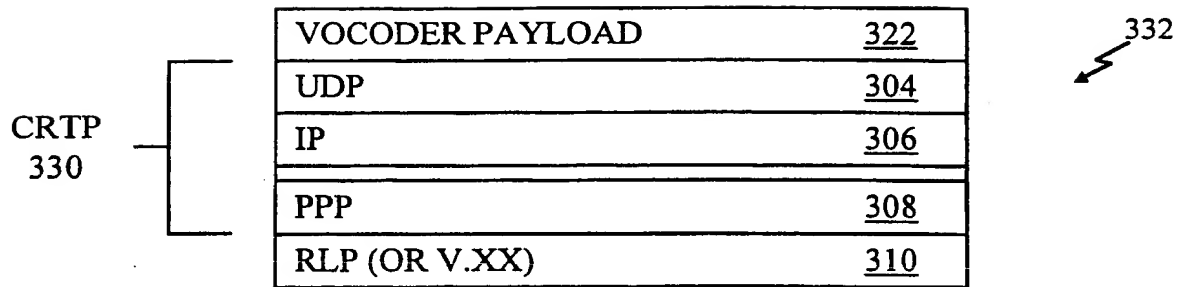 VOCODER PAYLOAD 322
332
UDP 304
CRTP
330
IP 306
PPP 308
RLP (OR V.XX) 310